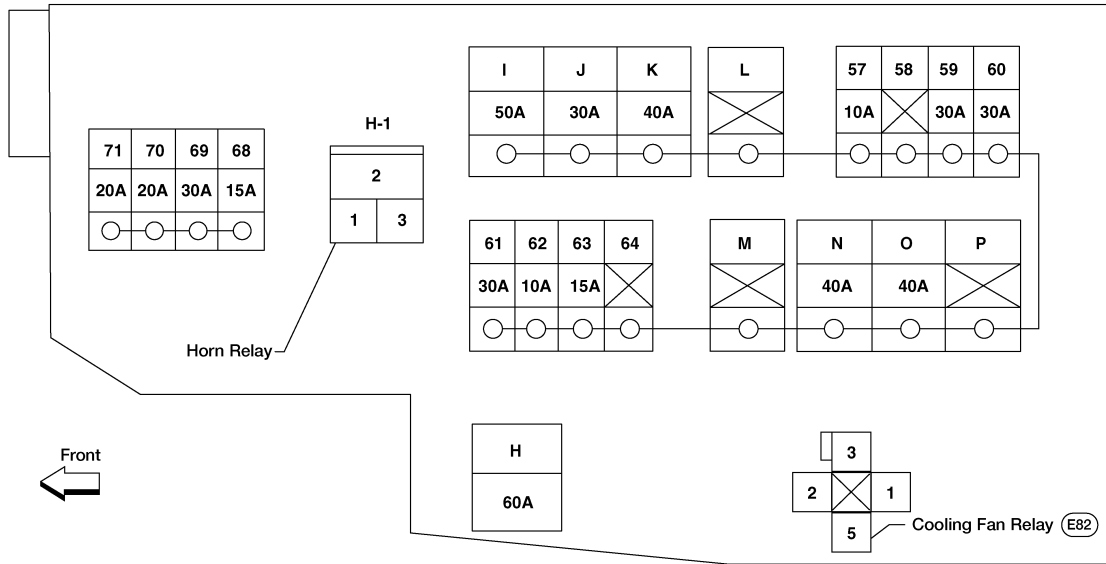 I J K L 57 58 59 60
50A 30A 40A 10A 30A 30A
H-1
71 70 69 68
20A 20A 30A 15A
2
1 3
61 62 63 64 M N O P
30A 10A 15A 40A 40A
Horn Relay
Front
H
60A
3
2 1
5
Cooling Fan Relay E82